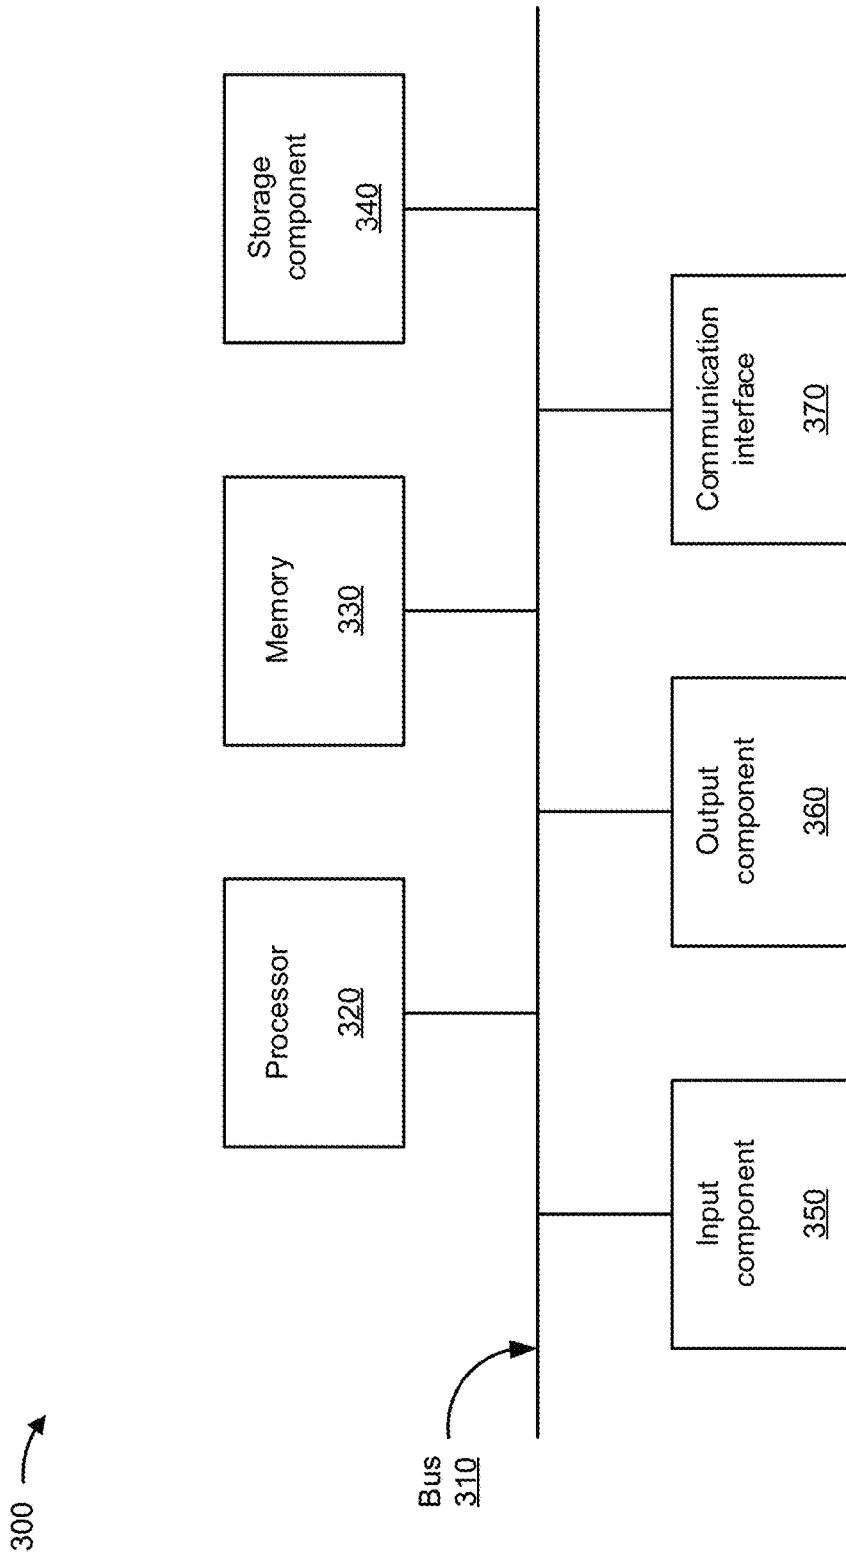 300
Processor
320
Memory
330
Storage
component
340
Bus
310
Input
component
350
Output
component
360
Communication
interface
370